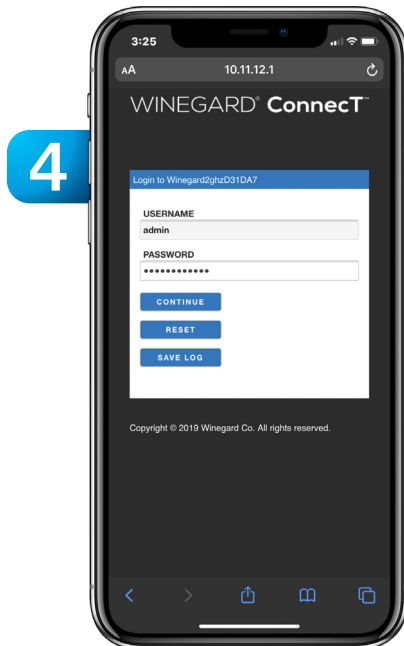 4
3:25
AA 10.11.12.1
WINEGARD® ConnecT™
Login to Winegard2ghzD31DA7
USERNAME
admin
PASSWORD
••••••••••••
CONTINUE
RESET
SAVE LOG
Copyright © 2019 Winegard Co. All rights reserved.